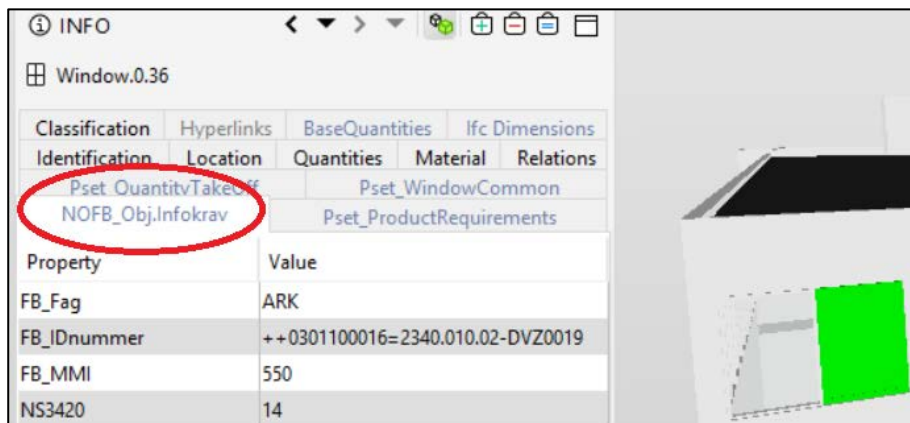 INFO
Window.0.36
Classification Hyperlinks BaseQuantities Ifc Dimensions
Identification Location Quantities Material Relations
Pset_QuantityTakeOff Pset_WindowCommon
NOFB_Obj.Infokrav Pset_ProductRequirements
Property Value
FB_Fag ARK
FB_IDnummer ++0301100016=2340.010.02-DVZ0019
FB_MMI 550
NS3420 14